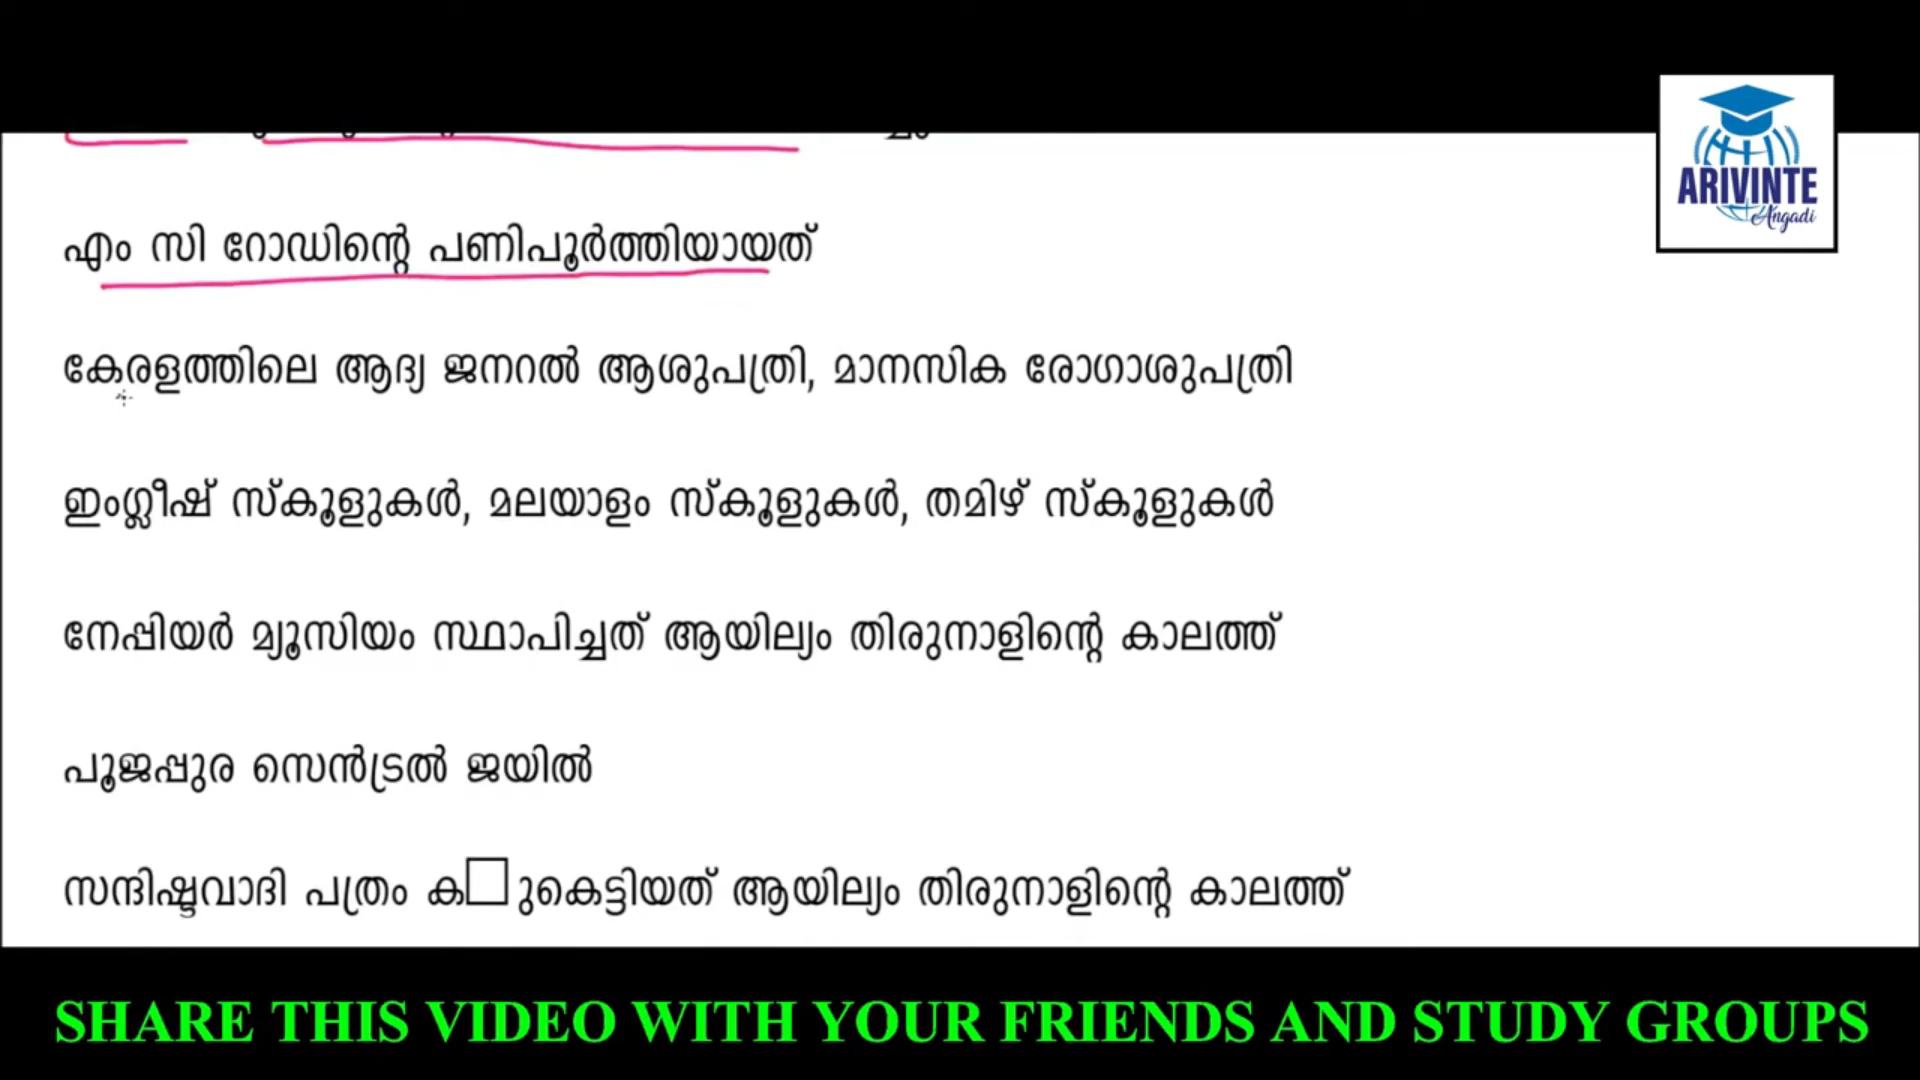 ARIVINTE
Angadi
എം സി റോഡിന്റെ പണിപൂർത്തിയായത്
കേരളത്തിലെ ആദ്യ ജനറൽ ആശുപത്രി, മാനസിക രോഗാശുപത്രി
ഇംഗ്ലീഷ് സ്കൂളുകൾ, മലയാളം സ്കൂളുകൾ, തമിഴ് സ്കൂളുകൾ
നേപ്പിയർ മ്യൂസിയം സ്ഥാപിച്ചത് ആയില്യം തിരുനാളിന്റെ കാലത്ത്
പൂജപ്പുര സെൻട്രൽ ജയിൽ
സന്ദിഷ്ടവാദി പത്രം ക□ുകെട്ടിയത് ആയില്യം തിരുനാളിന്റെ കാലത്ത്
SHARE THIS VIDEO WITH YOUR FRIENDS AND STUDY GROUPS